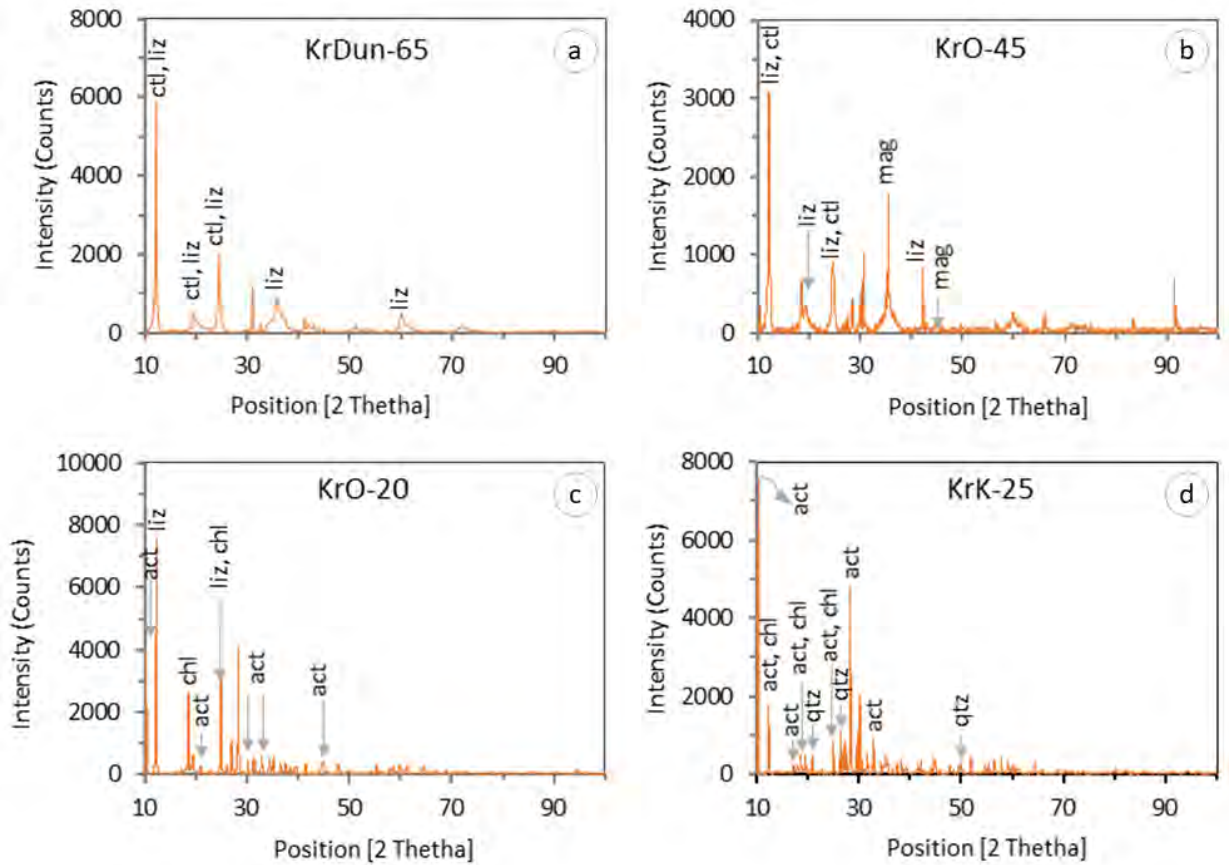 KrDun-65
a
Intensity (Counts)
8000
6000
4000
2000
0
ctl, liz
ctl, liz
ctl, liz
liz
liz
10 30 50 70 90
Position [2 Thetha]
KrO-45
b
Intensity (Counts)
4000
3000
2000
1000
0
liz, ctl
liz
liz, ctl
mag
liz
mag
10 30 50 70 90
Position [2 Thetha]
KrO-20
c
Intensity (Counts)
10000
8000
6000
4000
2000
0
act
liz
chl
act
liz, chl
act
act
10 30 50 70 90
Position [2 Thetha]
KrK-25
d
Intensity (Counts)
8000
6000
4000
2000
0
act
act, chl
act
act, chl
qtz
act, chl
qtz
act
act
qtz
10 30 50 70 90
Position [2 Thetha]